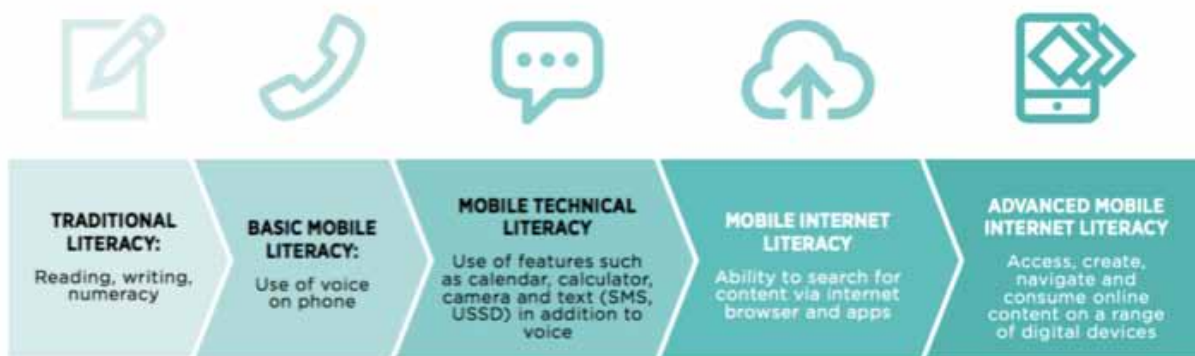 TRADITIONAL
LITERACY:
Reading, writing,
numeracy
BASIC MOBILE
LITERACY:
Use of voice
on phone
MOBILE TECHNICAL
LITERACY
Use of features such
as calendar, calculator,
camera and text (SMS,
USSD) in addition to
voice
MOBILE INTERNET
LITERACY
Ability to search for
content via internet
browser and apps
ADVANCED MOBILE
INTERNET LITERACY
Access, create,
navigate and
consume online
content on a range
of digital devices